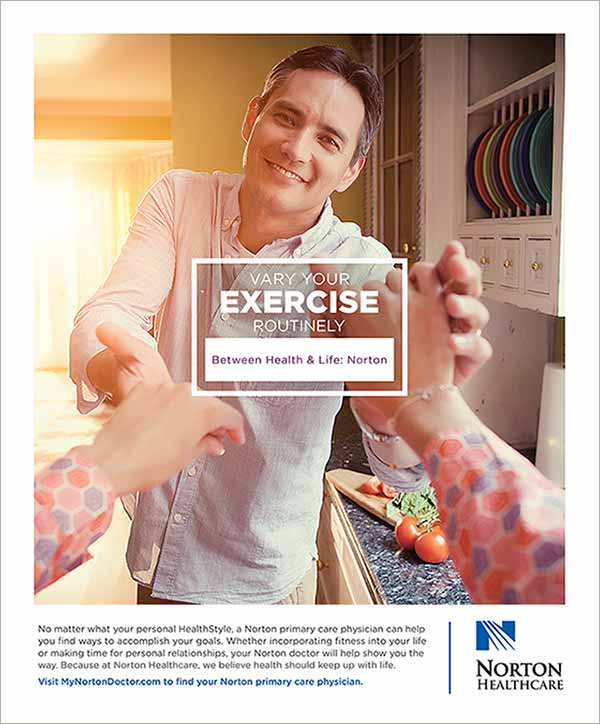 VARY YOUR
EXERCISE
ROUTINELY
Between Health & Life: Norton
No matter what your personal HealthStyle, a Norton primary care physician can help
you find ways to accomplish your goals. Whether incorporating fitness into your life
or making time for personal relationships, your Norton doctor will help show you the
way. Because at Norton Healthcare, we believe health should keep up with life.
Visit MyNortonDoctor.com to find your Norton primary care physician.
NORTON
HEALTHCARE